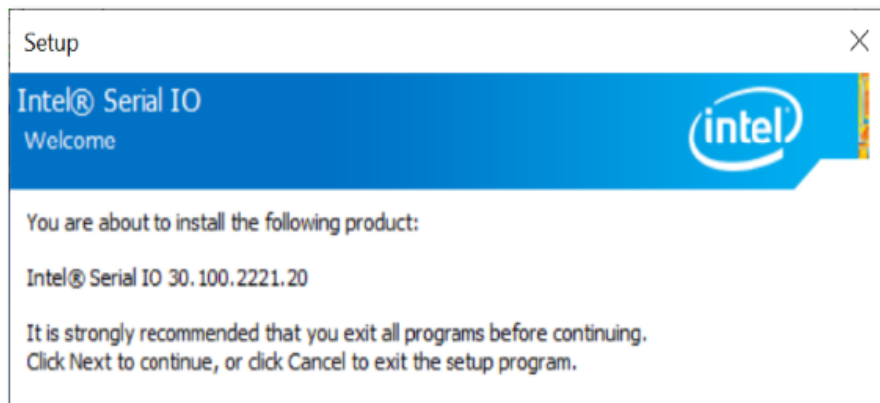 Setup
Intel® Serial IO
Welcome
intel
You are about to install the following product:
Intel® Serial IO 30.100.2221.20
It is strongly recommended that you exit all programs before continuing.
Click Next to continue, or click Cancel to exit the setup program.